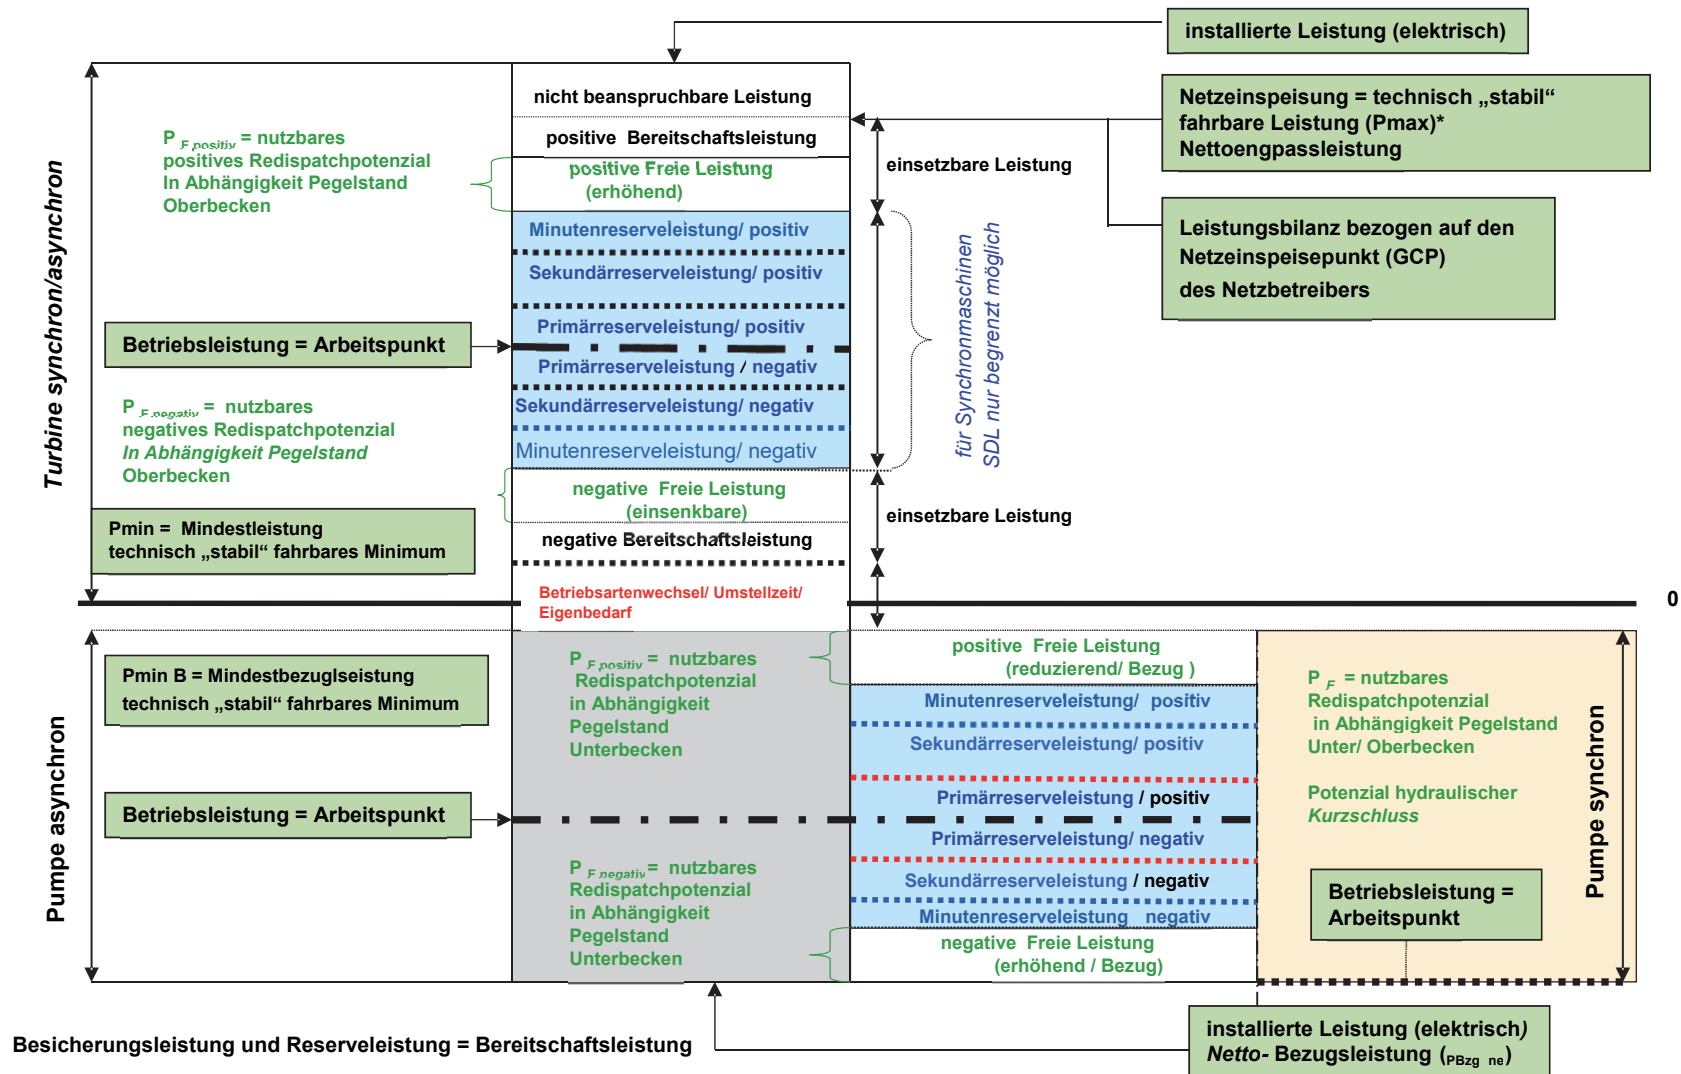 installierte Leistung (elektrisch)
nicht beanspruchbare Leistung
Netzeinspeisung = technisch „stabil“
fahrbare Leistung (Pmax)*
Nettoengpassleistung
positive Bereitschaftsleistung
P F,positiv = nutzbares
positives Redispatchpotenzial
In Abhängigkeit Pegelstand
Oberbecken
positive Freie Leistung
(erhöhend)
einsetzbare Leistung
Turbine synchron/asynchron
Minutenreserveleistung/ positiv
Sekundärreserveleistung/ positiv
Primärreserveleistung/ positiv
für Synchronmaschinen
SDL nur begrenzt möglich
Leistungsbilanz bezogen auf den
Netzeinspeisepunkt (GCP)
des Netzbetreibers
Betriebsleistung = Arbeitspunkt
Primärreserveleistung / negativ
Sekundärreserveleistung/ negativ
Minutenreserveleistung/ negativ
P F,negativ = nutzbares
negatives Redispatchpotenzial
In Abhängigkeit Pegelstand
Oberbecken
negative Freie Leistung
(einsenkbare)
einsetzbare Leistung
Pmin = Mindestleistung
technisch „stabil“ fahrbares Minimum
negative Bereitschaftsleistung
Betriebsartenwechsel/ Umstellzeit/
Eigenbedarf
0
Pumpe asynchron
Pmin B = Mindestbezuglseistung
technisch „stabil“ fahrbares Minimum
P F,positiv = nutzbares
Redispatchpotenzial
in Abhängigkeit
Pegelstand
Unterbecken
positive Freie Leistung
(reduzierend/ Bezug )
Minutenreserveleistung/ positiv
Sekundärreserveleistung/ positiv
Primärreserveleistung / positiv
P F = nutzbares
Redispatchpotenzial
in Abhängigkeit Pegelstand
Unter/ Oberbecken
Potenzial hydraulischer
Kurzschluss
Pumpe synchron
Betriebsleistung = Arbeitspunkt
Primärreserveleistung/ negativ
Sekundärreserveleistung / negativ
Minutenreserveleistung negativ
P F,negativ = nutzbares
Redispatchpotenzial
in Abhängigkeit
Pegelstand
Unterbecken
negative Freie Leistung
(erhöhend / Bezug)
Betriebsleistung =
Arbeitspunkt
installierte Leistung (elektrisch)
Netto- Bezugsleistung (PBzg ne)
Besicherungsleistung und Reserveleistung = Bereitschaftsleistung